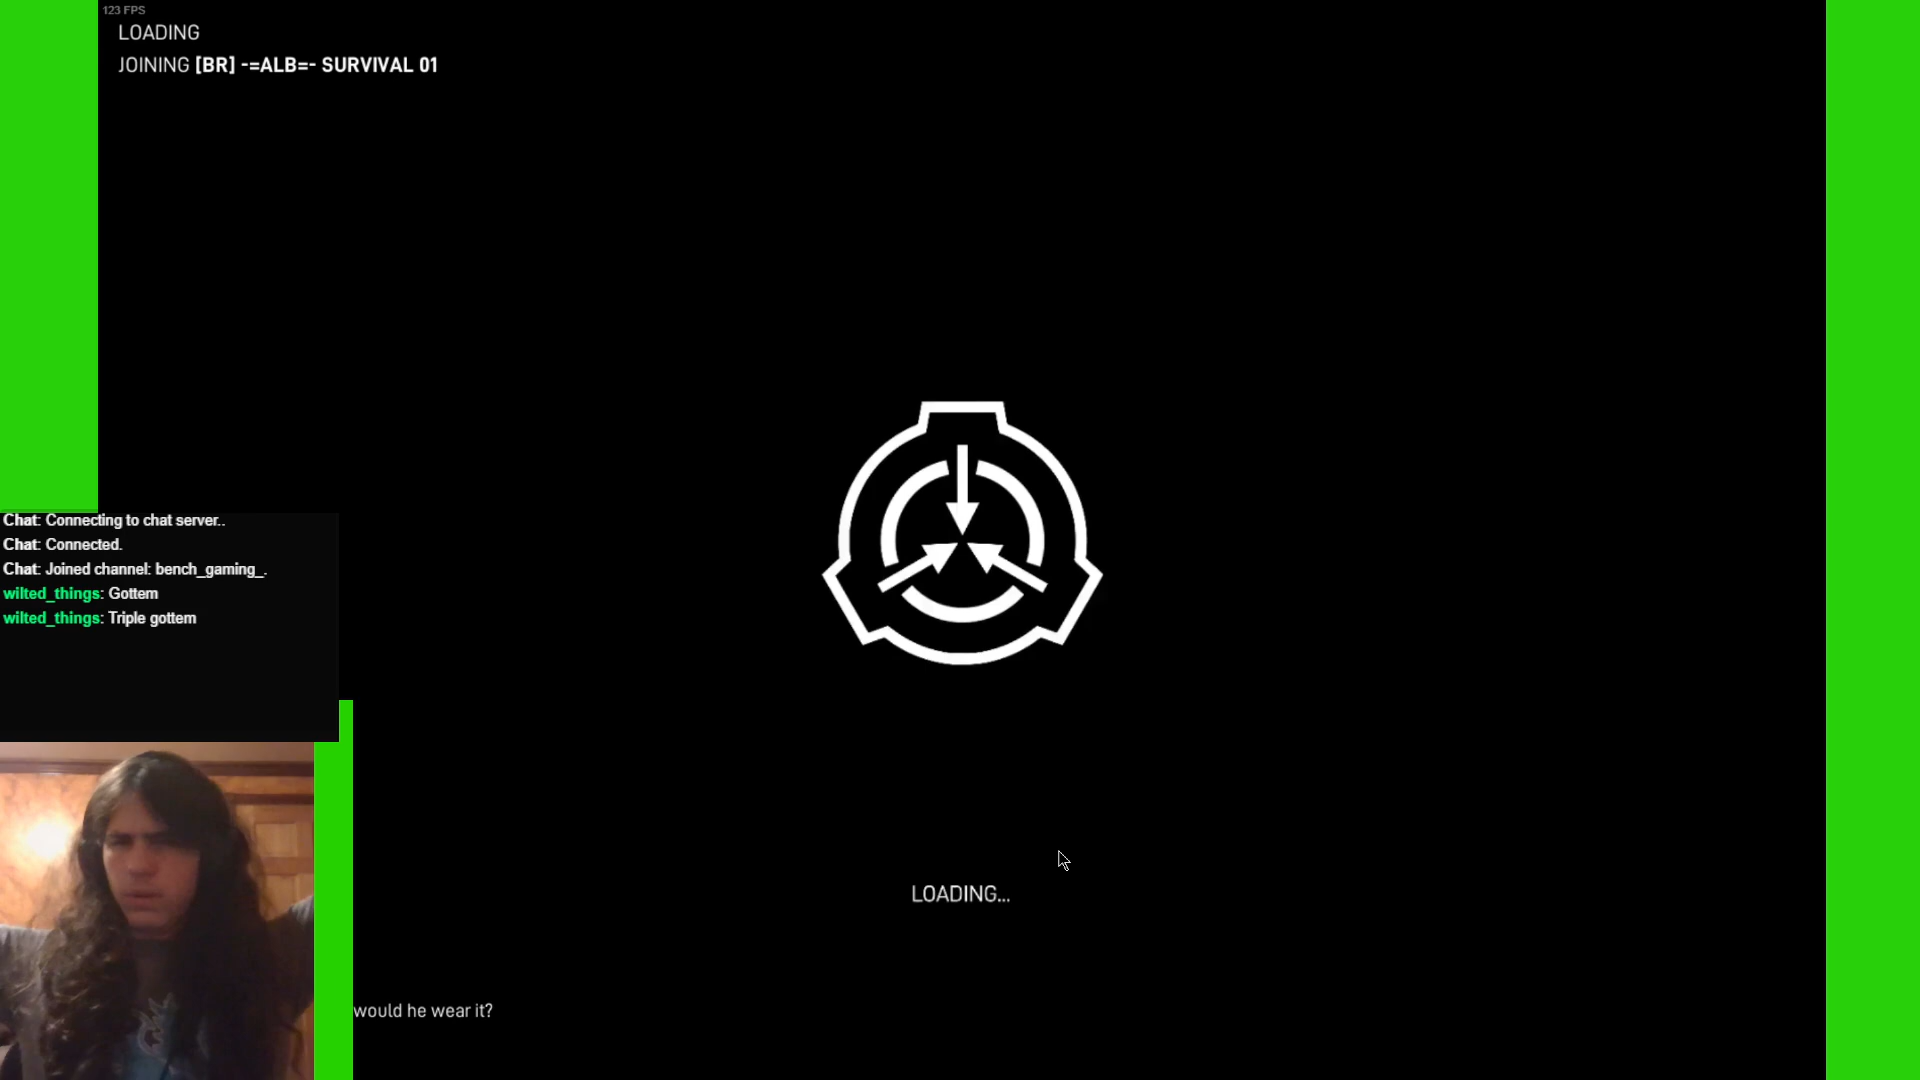 123 FPS
LOADING
JOINING [BR] -=ALB=- SURVIVAL 01
Chat: Connecting to chat server..
Chat: Connected.
Chat: Joined channel: bench_gaming_.
wilted_things: Gottem
wilted_things: Triple gottem
LOADING...
would he wear it?